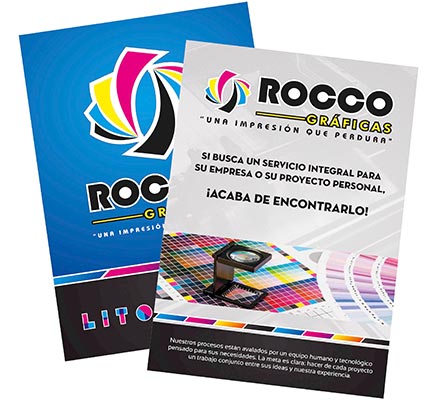 ROCCO
GRÁFICAS
"UNA IMPRESIÓN
LITO
ROCCO
GRÁFICAS
"UNA IMPRESIÓN QUE PERDURA"
SI BUSCA UN SERVICIO INTEGRAL PARA
SU EMPRESA O SU PROYECTO PERSONAL,
¡ACABA DE ENCONTRARLO!
Nuestros procesos están avalados por un equipo humano y tecnológico
pensado para sus necesidades. La meta es clara: hacer de cada proyecto
un trabajo conjunto entre sus ideas y nuestra experiencia.